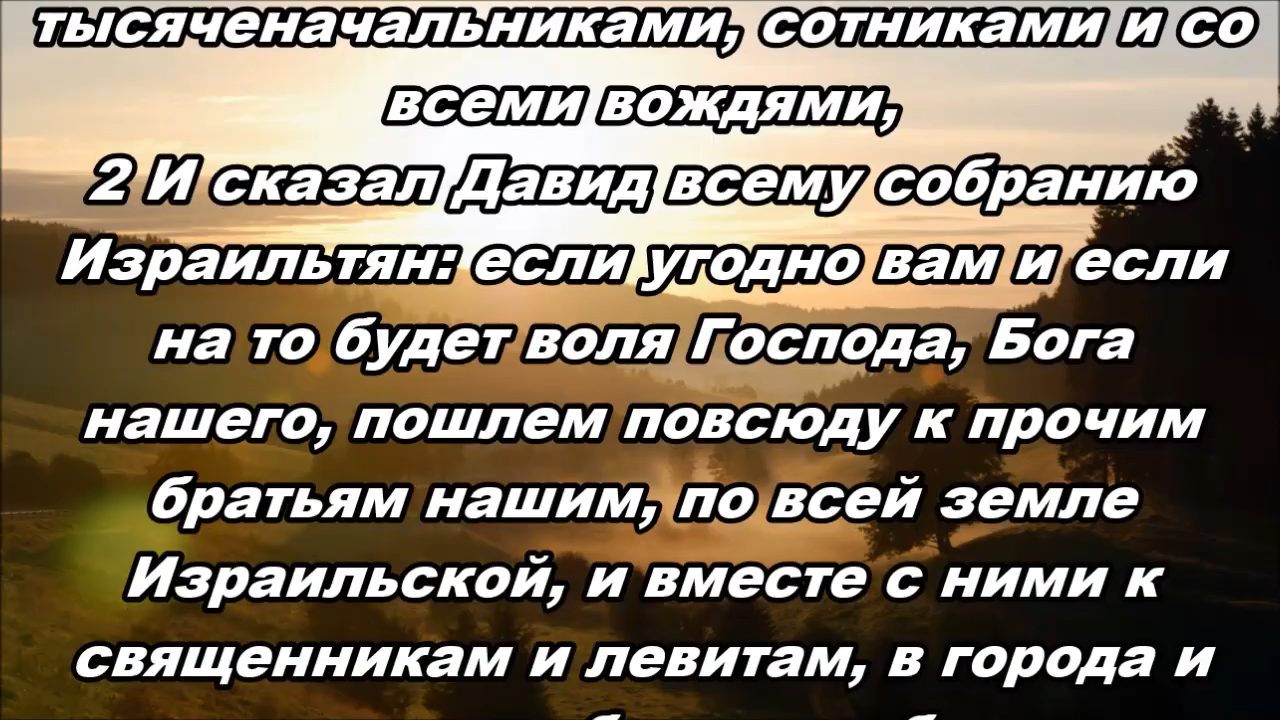 тысяченачальниками, сотниками и со
всеми вождями,
2 И сказал Давид всему собранию
Израильтян: если угодно вам и если
на то будет воля Господа, Бога
нашего, пошлем повсюду к прочим
братьям нашим, по всей земле
Израильской, и вместе с ними к
священникам и левитам, в города и